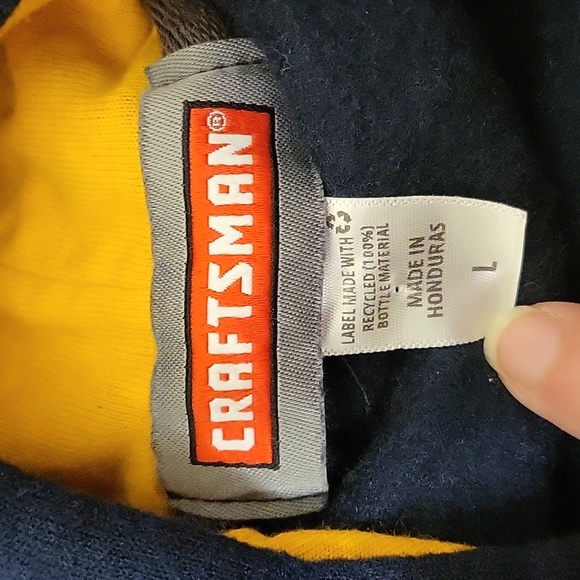 CRAFTSMAN®
LABEL MADE WITH
RECYCLED (100%)
BOTTLE MATERIAL
MADE IN
HONDURAS
L